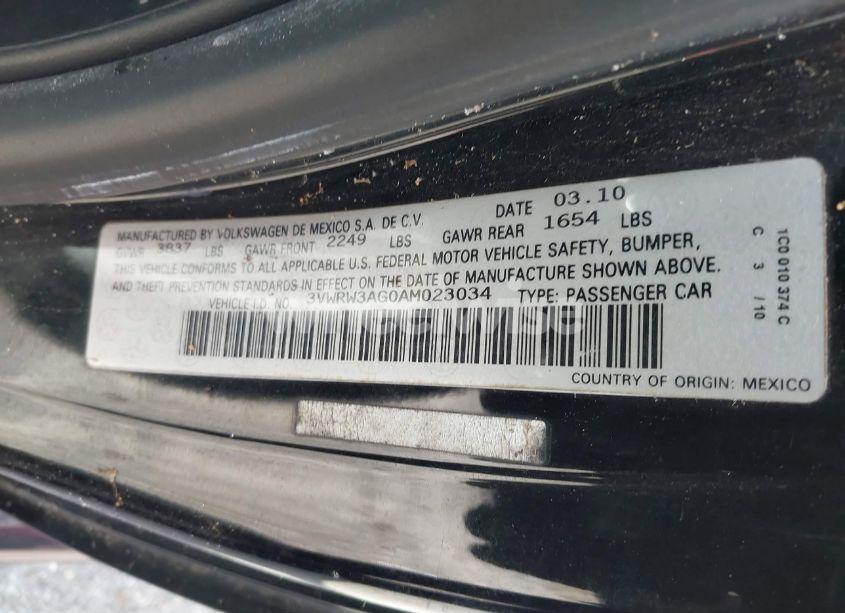 MANUFACTURED BY VOLKSWAGEN DE MEXICO S.A. DE C.V. DATE 03.10
GVWR 3837 LBS GAWR FRONT 2249 LBS GAWR REAR 1654 LBS
THIS VEHICLE CONFORMS TO ALL APPLICABLE U.S. FEDERAL MOTOR VEHICLE SAFETY, BUMPER,
AND THEFT PREVENTION STANDARDS IN EFFECT ON THE DATE OF MANUFACTURE SHOWN ABOVE.
VEHICLE I.D. NO. 3VWRW3AG0AM023034 TYPE: PASSENGER CAR
COUNTRY OF ORIGIN: MEXICO
1C0 010 374 C
C 3 /10